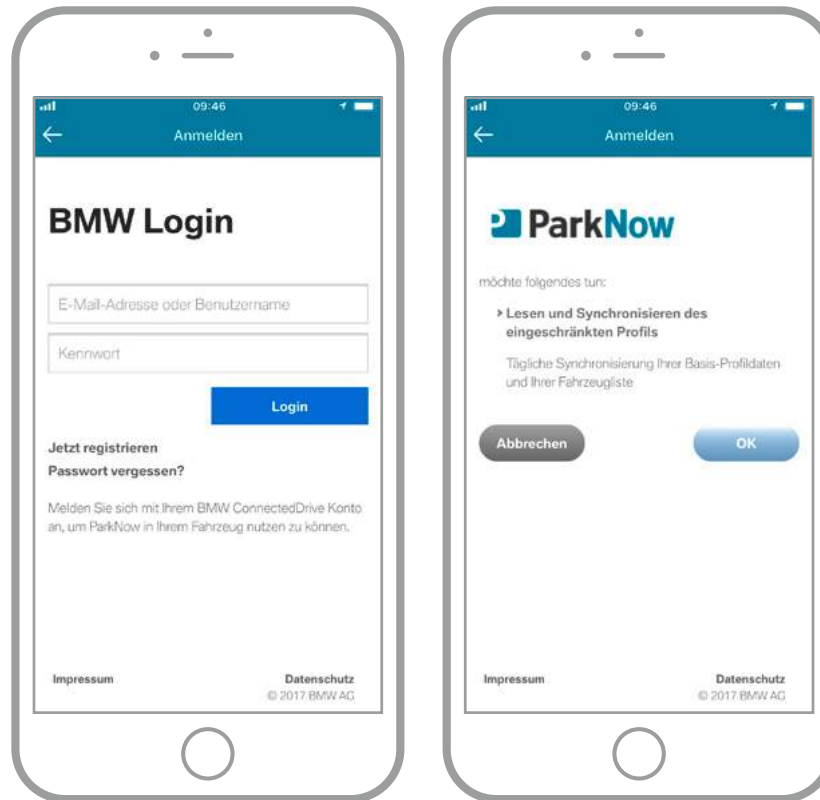 09:46
Anmelden
BMW Login
E-Mail-Adresse oder Benutzername
Kennwort
Login
Jetzt registrieren
Passwort vergessen?
Melden Sie sich mit Ihrem BMW ConnectedDrive Konto
an, um ParkNow in Ihrem Fahrzeug nutzen zu können.
Impressum
Datenschutz
© 2017 BMW AG
09:46
Anmelden
ParkNow
möchte folgendes tun:
> Lesen und Synchronisieren des
eingeschränkten Profils
Tägliche Synchronisierung Ihrer Basis-Profildaten
und Ihrer Fahrzeugliste
Abbrechen
OK
Impressum
Datenschutz
© 2017 BMW AG